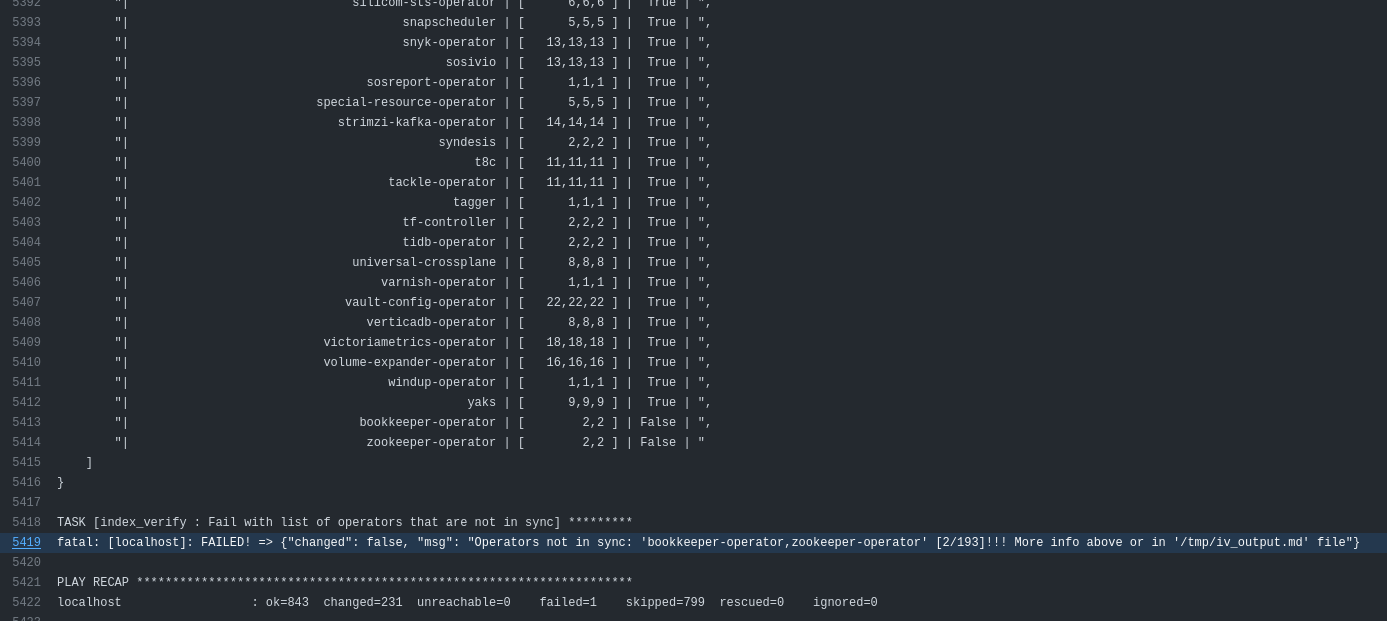 5392 "| silicom-sts-operator | [ 6,6,6 ] | True | ",
5393 "| snapscheduler | [ 5,5,5 ] | True | ",
5394 "| snyk-operator | [ 13,13,13 ] | True | ",
5395 "| sosivio | [ 13,13,13 ] | True | ",
5396 "| sosreport-operator | [ 1,1,1 ] | True | ",
5397 "| special-resource-operator | [ 5,5,5 ] | True | ",
5398 "| strimzi-kafka-operator | [ 14,14,14 ] | True | ",
5399 "| syndesis | [ 2,2,2 ] | True | ",
5400 "| t8c | [ 11,11,11 ] | True | ",
5401 "| tackle-operator | [ 11,11,11 ] | True | ",
5402 "| tagger | [ 1,1,1 ] | True | ",
5403 "| tf-controller | [ 2,2,2 ] | True | ",
5404 "| tidb-operator | [ 2,2,2 ] | True | ",
5405 "| universal-crossplane | [ 8,8,8 ] | True | ",
5406 "| varnish-operator | [ 1,1,1 ] | True | ",
5407 "| vault-config-operator | [ 22,22,22 ] | True | ",
5408 "| verticadb-operator | [ 8,8,8 ] | True | ",
5409 "| victoriametrics-operator | [ 18,18,18 ] | True | ",
5410 "| volume-expander-operator | [ 16,16,16 ] | True | ",
5411 "| windup-operator | [ 1,1,1 ] | True | ",
5412 "| yaks | [ 9,9,9 ] | True | ",
5413 "| bookkeeper-operator | [ 2,2 ] | False | ",
5414 "| zookeeper-operator | [ 2,2 ] | False | "
5415 ]
5416 }
5417
5418 TASK [index_verify : Fail with list of operators that are not in sync] *********
5419 fatal: [localhost]: FAILED! => {"changed": false, "msg": "Operators not in sync: 'bookkeeper-operator,zookeeper-operator' [2/193]!!! More info above or in '/tmp/iv_output.md' file"}
5420
5421 PLAY RECAP *********************************************************************
5422 localhost : ok=843 changed=231 unreachable=0 failed=1 skipped=799 rescued=0 ignored=0